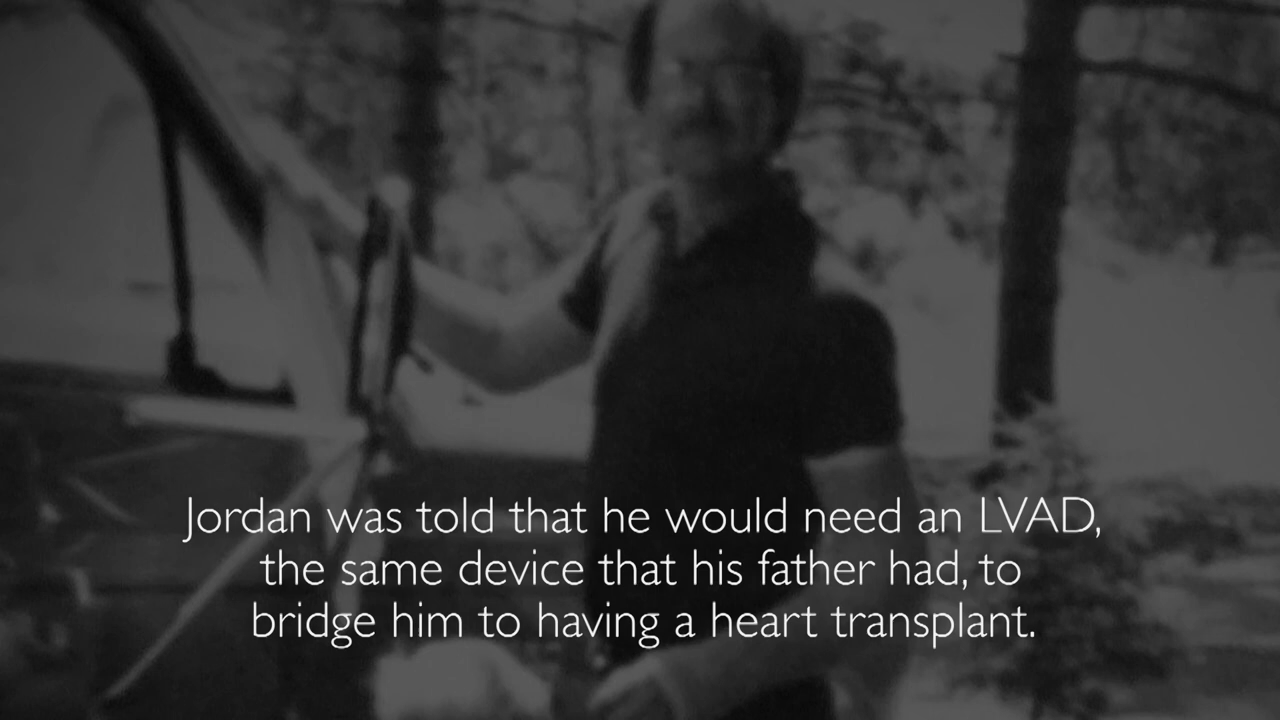 Jordan was told that he would need an LVAD,
the same device that his father had, to
bridge him to having a heart transplant.